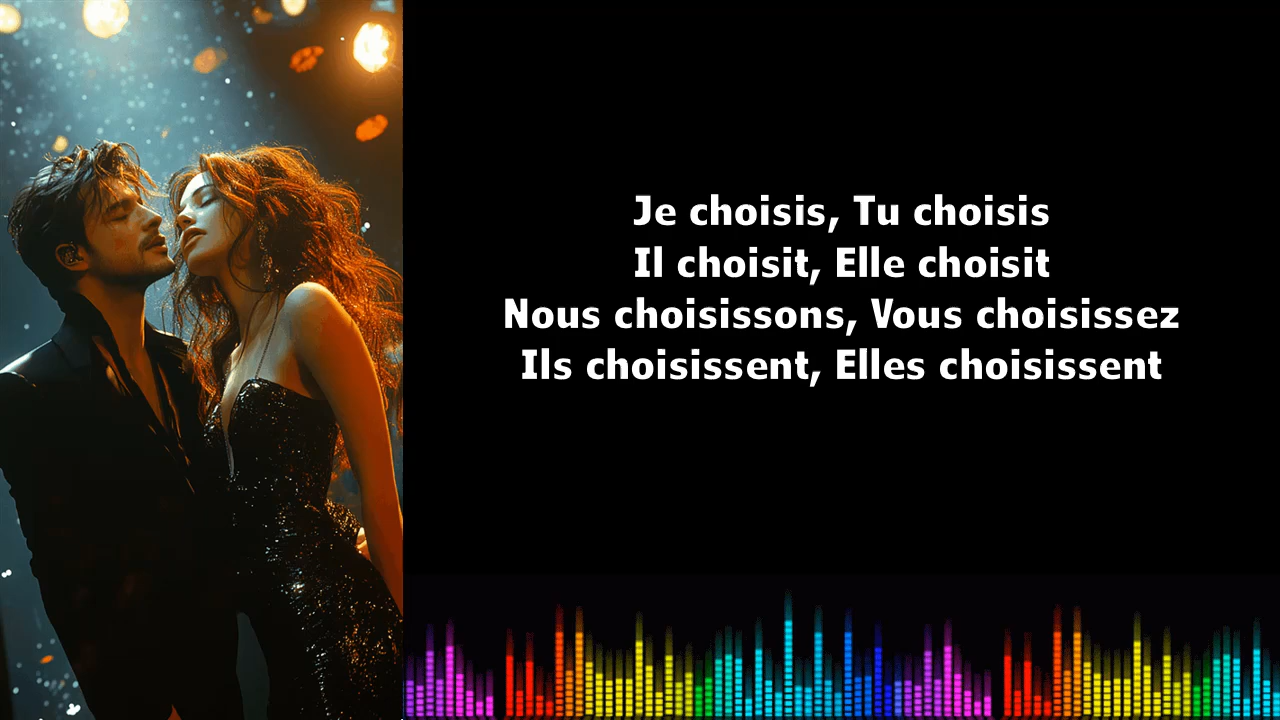 Je choisis, Tu choisis
Il choisit, Elle choisit
Nous choisissons, Vous choisissez
Ils choisissent, Elles choisissent